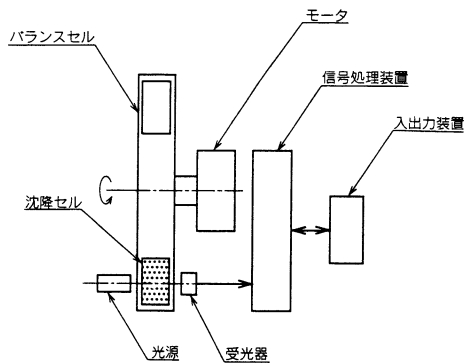 モータ
バランスセル
信号処理装置
入出力装置
沈降セル
光源
受光器